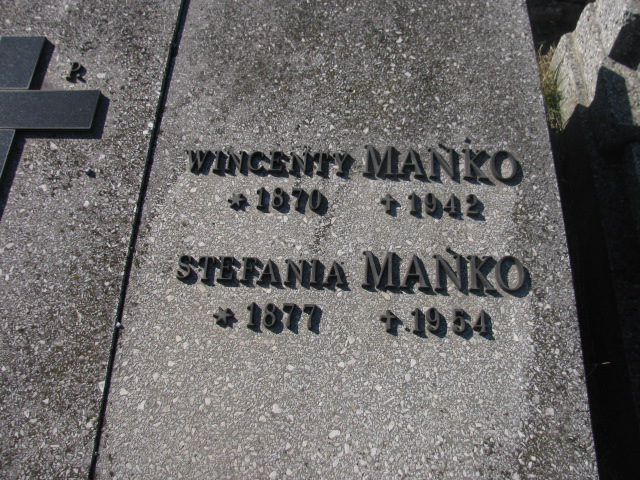 WINCENTY MAŃKO
* 1870 + 1942
STEFANIA MAŃKO
* 1877 + 1954